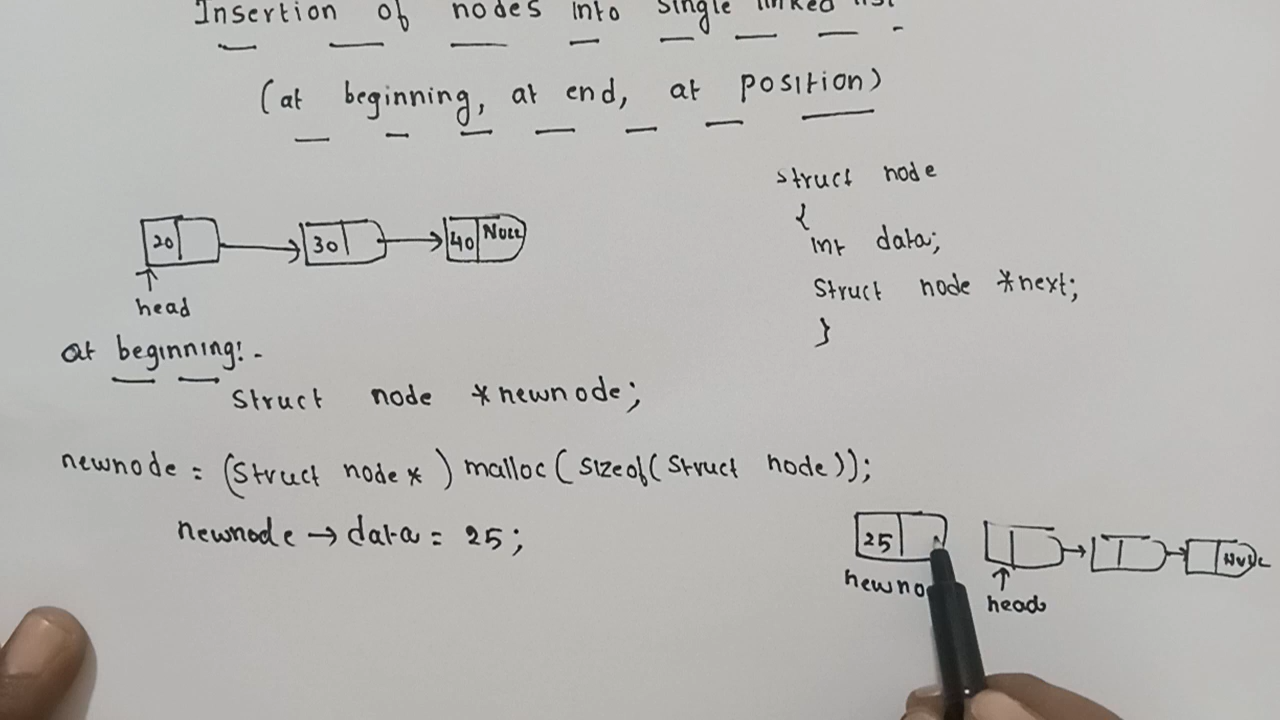 Insertion of nodes into single linked list
(at beginning, at end, at position)
struct node
{
int data;
struct node *next;
}
20
30
40 NULL
head
at beginning:-
struct node *newnode;
newnode = (struct node* ) malloc(sizeof(struct node));
newnode → data = 25;
25
NULL
head